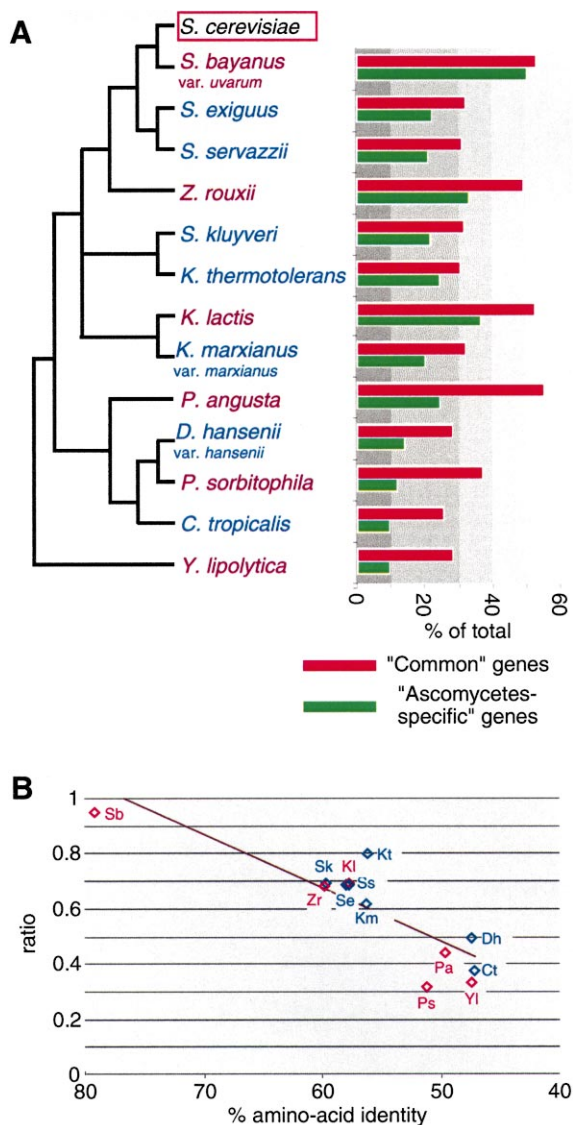 A
S. cerevisiae
S. bayanus
var. uvarum
S. exiguus
S. servazzii
Z. rouxii
S. kluyveri
K. thermotolerans
K. lactis
K. marxianus
var. marxianus
P. angusta
D. hansenii
var. hansenii
P. sorbitophila
C. tropicalis
Y. lipolytica
0 20 40 60
% of total
"Common" genes
"Ascomycetes-
specific" genes
B
1
0.8
0.6
0.4
0.2
0
ratio
Sb
Kt
Sk Kl
Ss
Zr Se
Km
Dh
Pa Ct
Ps Yl
80 70 60 50 40
% amino-acid identity